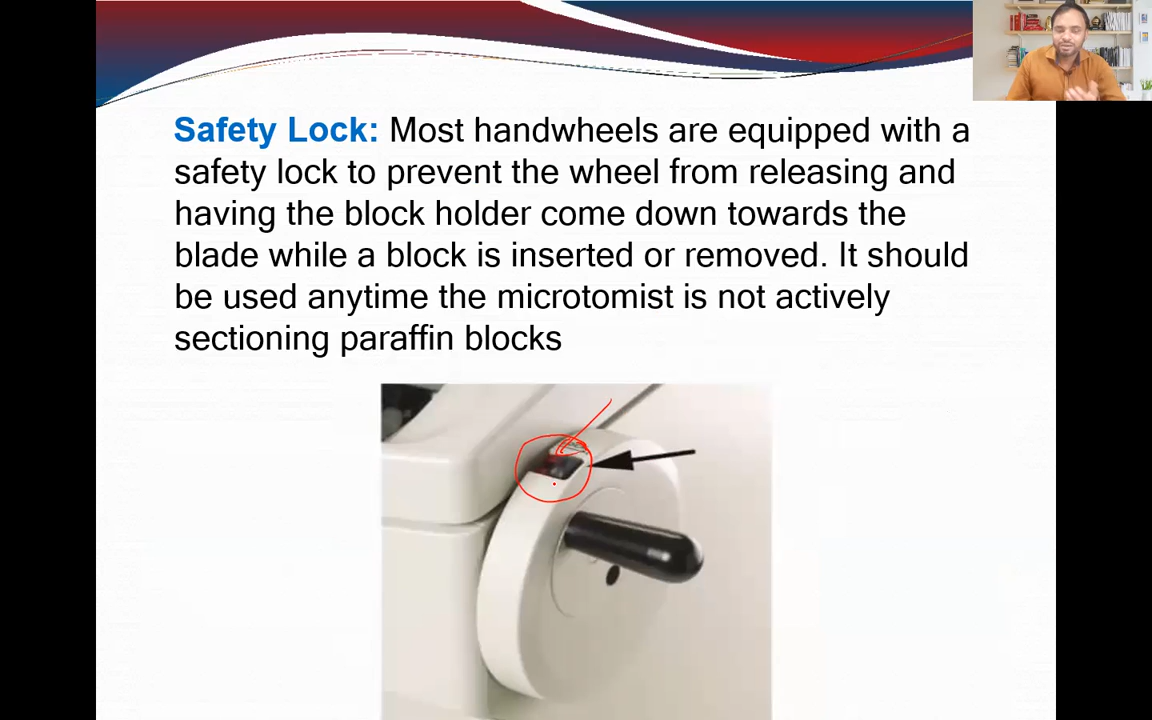 Safety Lock: Most handwheels are equipped with a
safety lock to prevent the wheel from releasing and
having the block holder come down towards the
blade while a block is inserted or removed. It should
be used anytime the microtomist is not actively
sectioning paraffin blocks